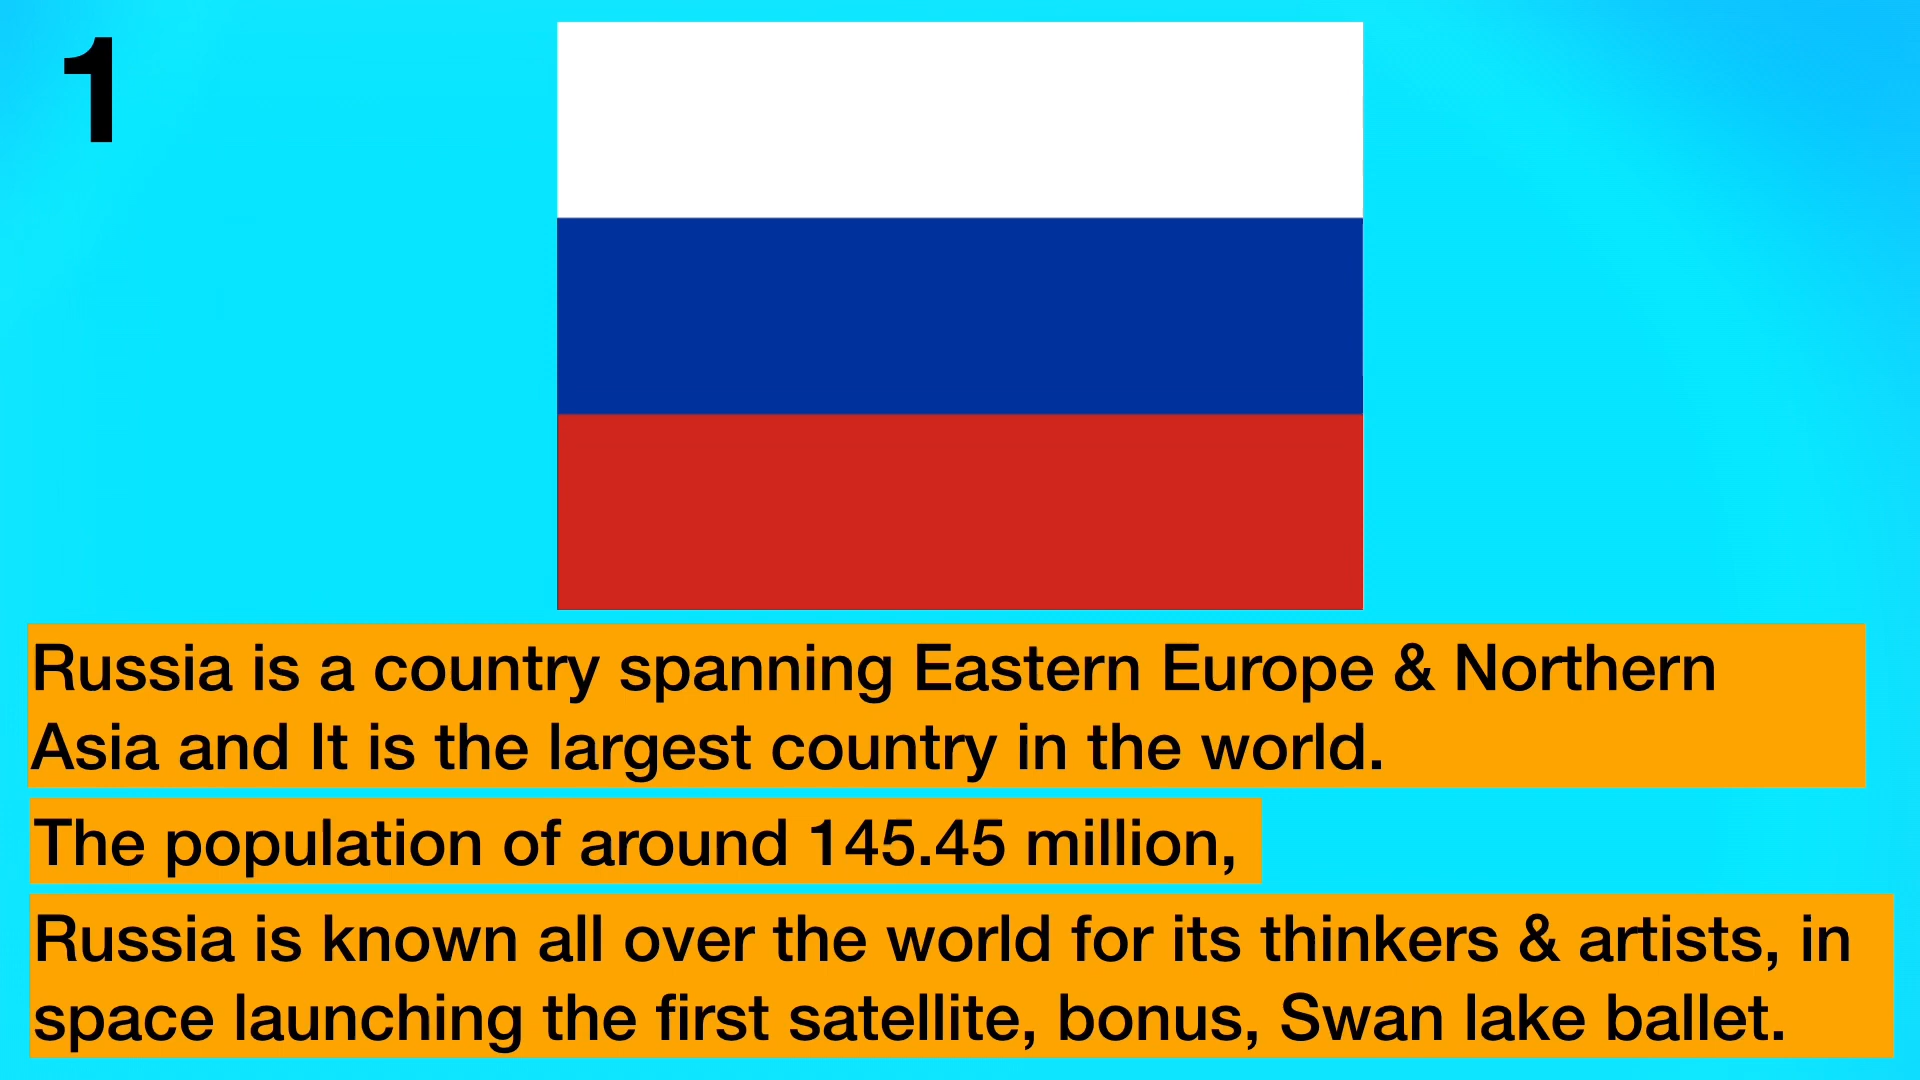 1
Russia is a country spanning Eastern Europe & Northern
Asia and It is the largest country in the world.
The population of around 145.45 million,
Russia is known all over the world for its thinkers & artists, in
space launching the first satellite, bonus, Swan lake ballet.